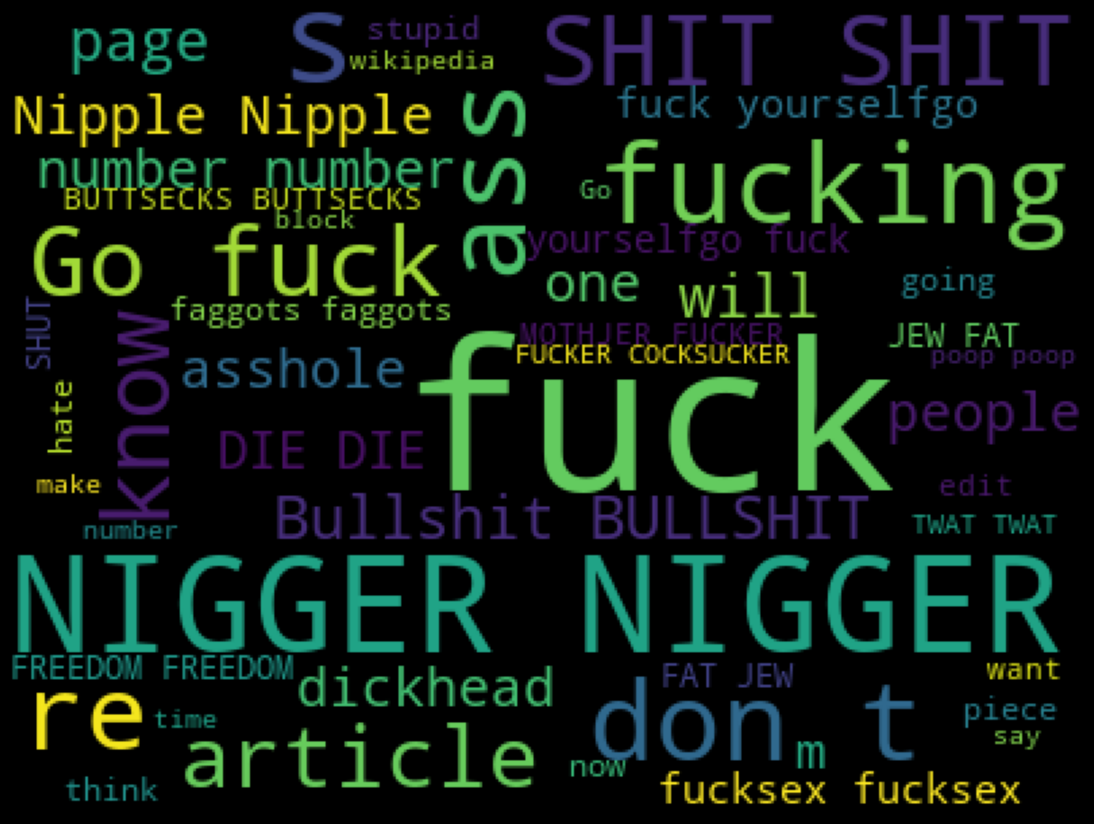 page
S
stupid
wikipedia
SHIT SHIT
Nipple Nipple
ass
fuck yourselfgo
number number
Go
fucking
BUTTSECKS BUTTSECKS
block
Go fuck
yourselfgo fuck
one
will
going
faggots faggots
SHUT
know
MOTHJER FUCKER
JEW FAT
FUCKER COCKSUCKER
poop poop
asshole
fuck
hate
people
DIE DIE
make
edit
number
Bullshit BULLSHIT
TWAT TWAT
NIGGER NIGGER
FREEDOM FREEDOM
dickhead
FAT JEW
want
re
time
don t
piece
say
article
now
m
think
fucksex fucksex